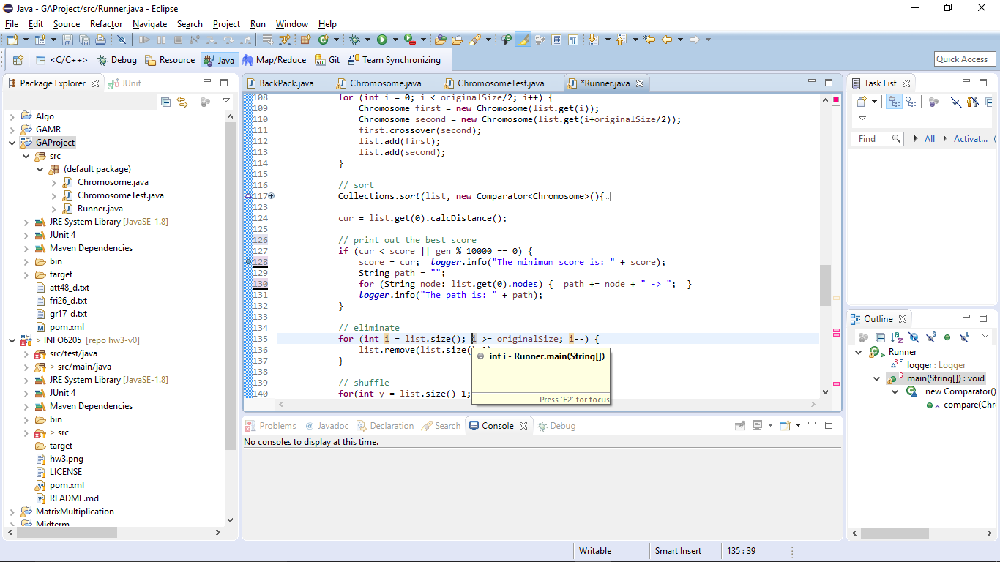 Java - GAProject/src/Runner.java - Eclipse
File Edit Source Refactor Navigate Search Project Run Window Help
<C/C++> Debug Resource Java Map/Reduce Git Team Synchronizing Quick Access
Package Explorer JUnit
Algo
GAMR
GAProject
src
(default package)
Chromosome.java
ChromosomeTest.java
Runner.java
JRE System Library [JavaSE-1.8]
JUnit 4
Maven Dependencies
bin
target
att48_d.txt
fri26_d.txt
gr17_d.txt
pom.xml
> INFO6205 [repo hw3-v0]
src/test/java
> src/main/java
JRE System Library [JavaSE-1.8]
JUnit 4
Maven Dependencies
bin
> src
target
hw3.png
LICENSE
pom.xml
README.md
MatrixMultiplication
Midterm
BackPack.java Chromosome.java ChromosomeTest.java *Runner.java
108 for (int i = 0; i < originalSize/2; i++) {
109 Chromosome first = new Chromosome(list.get(i));
110 Chromosome second = new Chromosome(list.get(i+originalSize/2));
111 first.crossover(second);
112 list.add(first);
113 list.add(second);
114 }
115
116 // sort
117 Collections.sort(list, new Comparator<Chromosome>(){
123
124 cur = list.get(0).calcDistance();
125
126 // print out the best score
127 if (cur < score || gen % 10000 == 0) {
128 score = cur; logger.info("The minimum score is: " + score);
129 String path = "";
130 for (String node: list.get(0).nodes) { path += node + " -> "; }
131 logger.info("The path is: " + path);
132 }
133
134 // eliminate
135 for (int i = list.size(); i >= originalSize; i--) {
136 list.remove(list.size(
137 }
138
139 // shuffle
140 for(int y = list.size()-1;
int i - Runner.main(String[])
Press 'F2' for focus
Problems Javadoc Declaration Search Console Debug
No consoles to display at this time.
Task List
Find All Activat...
Outline
Runner
logger : Logger
main(String[]) : void
new Comparator()
compare(Chr
Writable Smart Insert 135 : 39